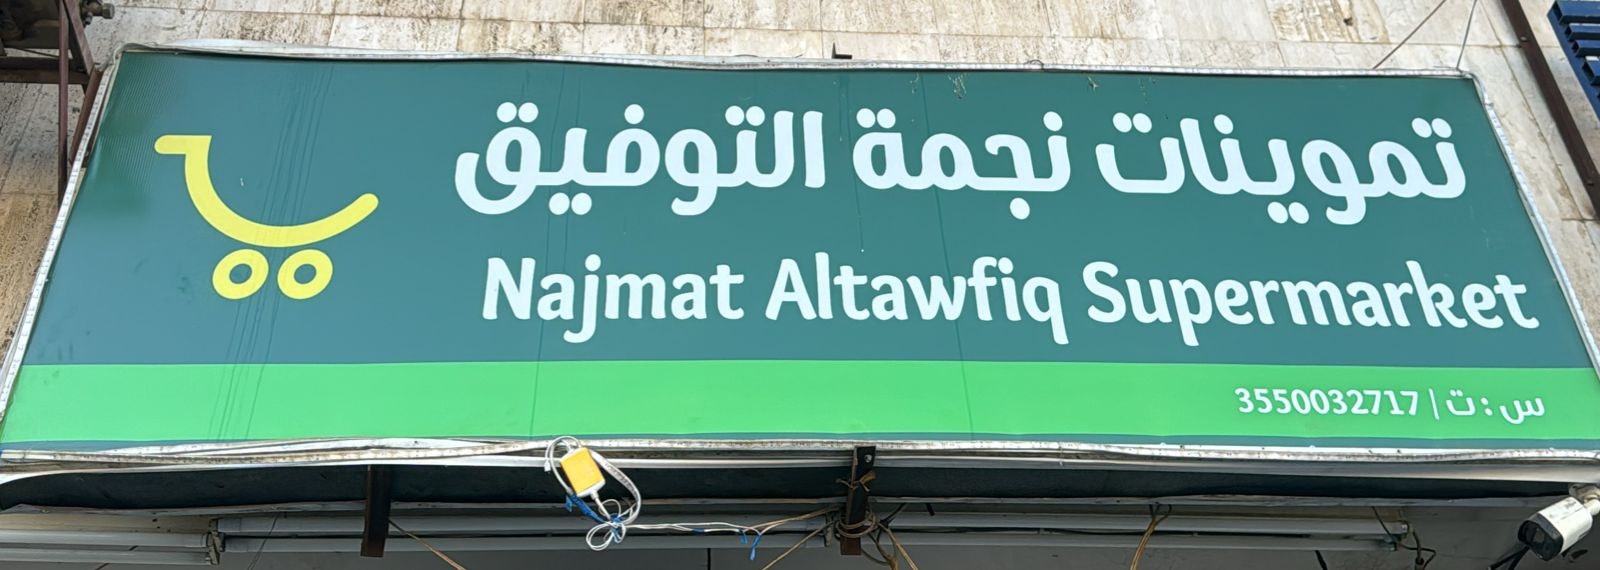 تموينات نجمة التوفيق
Najmat Altawfiq Supermarket
س : ت | 3550032717